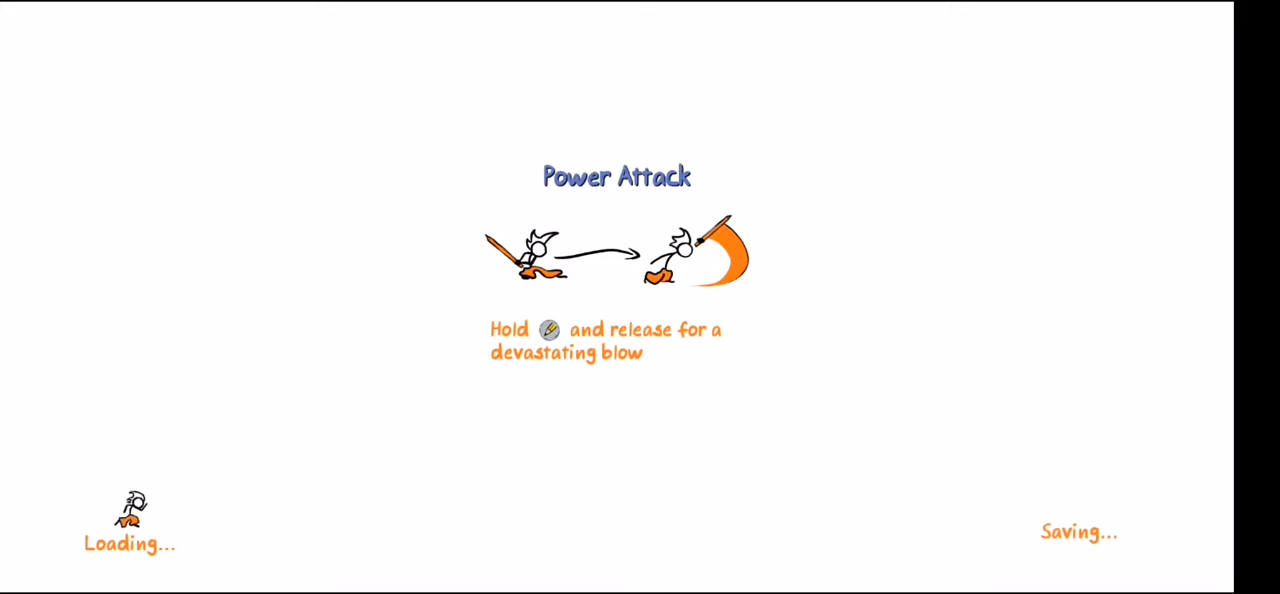 Power Attack
Hold and release for a
devastating blow
Loading...
Saving...